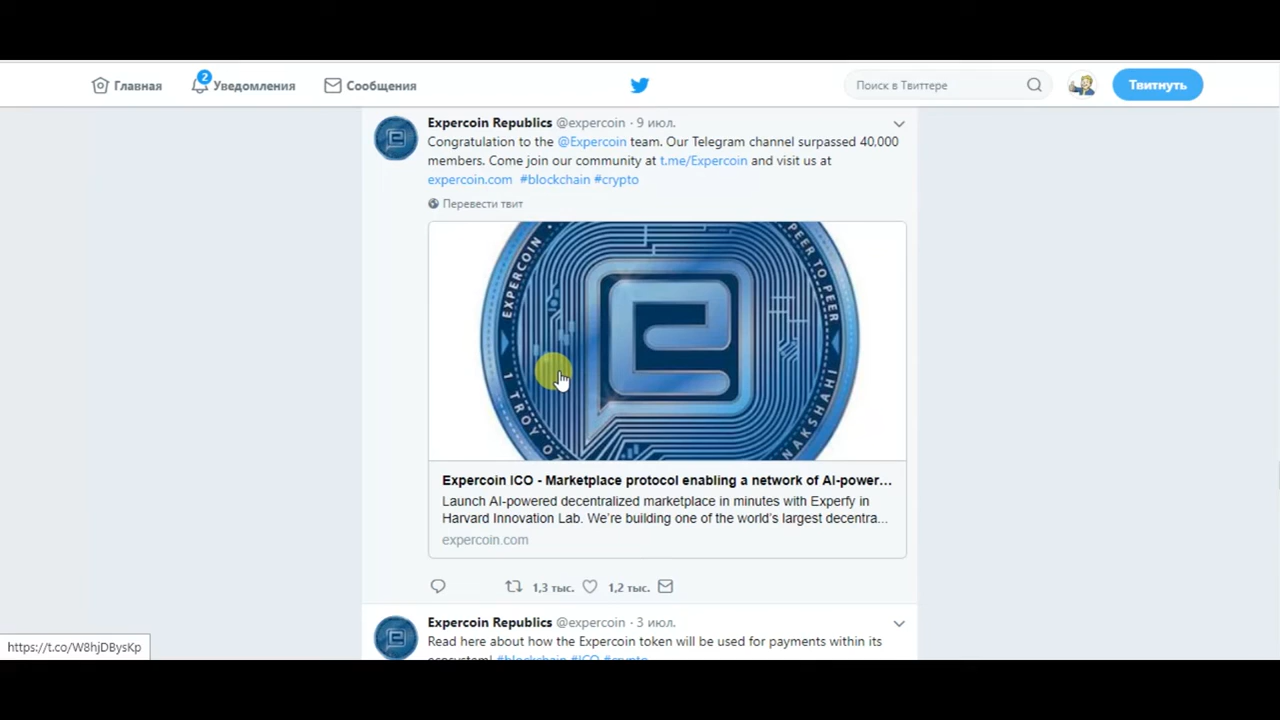 Главная
2
Уведомления
Сообщения
Поиск в Твиттере
Твитнуть
Expercoin Republics @expercoin · 9 июл.
Congratulation to the @Expercoin team. Our Telegram channel surpassed 40,000
members. Come join our community at t.me/Expercoin and visit us at
expercoin.com #blockchain #crypto
Перевести твит
EXPERCOIN
PEER TO PEER
1 TROY OZ
NAKSHAHI
Expercoin ICO - Marketplace protocol enabling a network of AI-power...
Launch AI-powered decentralized marketplace in minutes with Experfy in
Harvard Innovation Lab. We're building one of the world's largest decentra...
expercoin.com
1,3 тыс. 1,2 тыс.
Expercoin Republics @expercoin · 3 июл.
Read here about how the Expercoin token will be used for payments within its
ecosystem! #blockchain #ICO #crypto
https://t.co/W8hjDBysKp